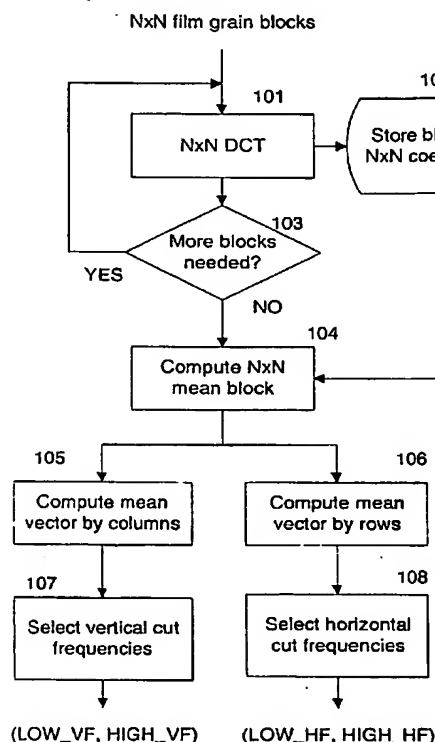 NxN film grain blocks
101
NxN DCT
Store
NxN
103
More blocks
needed?
YES
NO
104
Compute NxN
mean block
105
106
Compute mean
vector by columns
Compute mean
vector by rows
107
108
Select vertical cut
frequencies
Select horizontal
cut frequencies
(LOW_VF, HIGH_VF)
(LOW_HF, HIGH_HF)